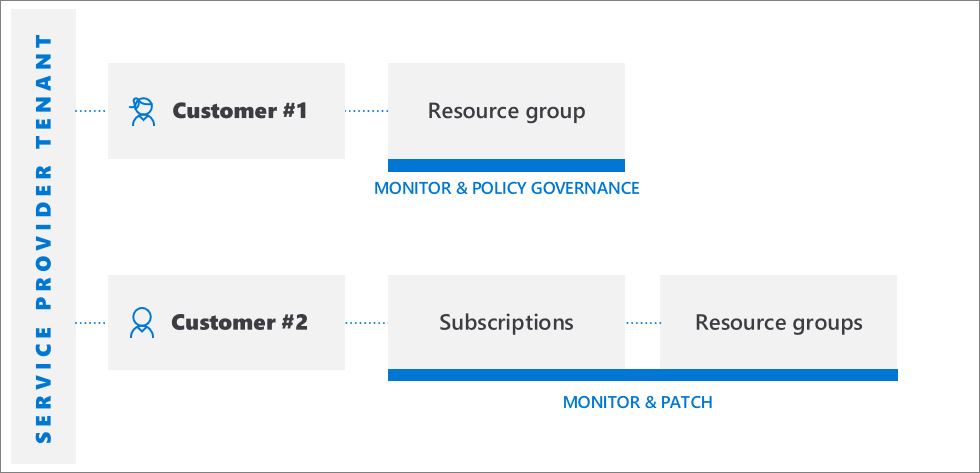 SERVICE PROVIDER TENANT
Customer #1
Resource group
MONITOR & POLICY GOVERNANCE
Customer #2
Subscriptions
Resource groups
MONITOR & PATCH